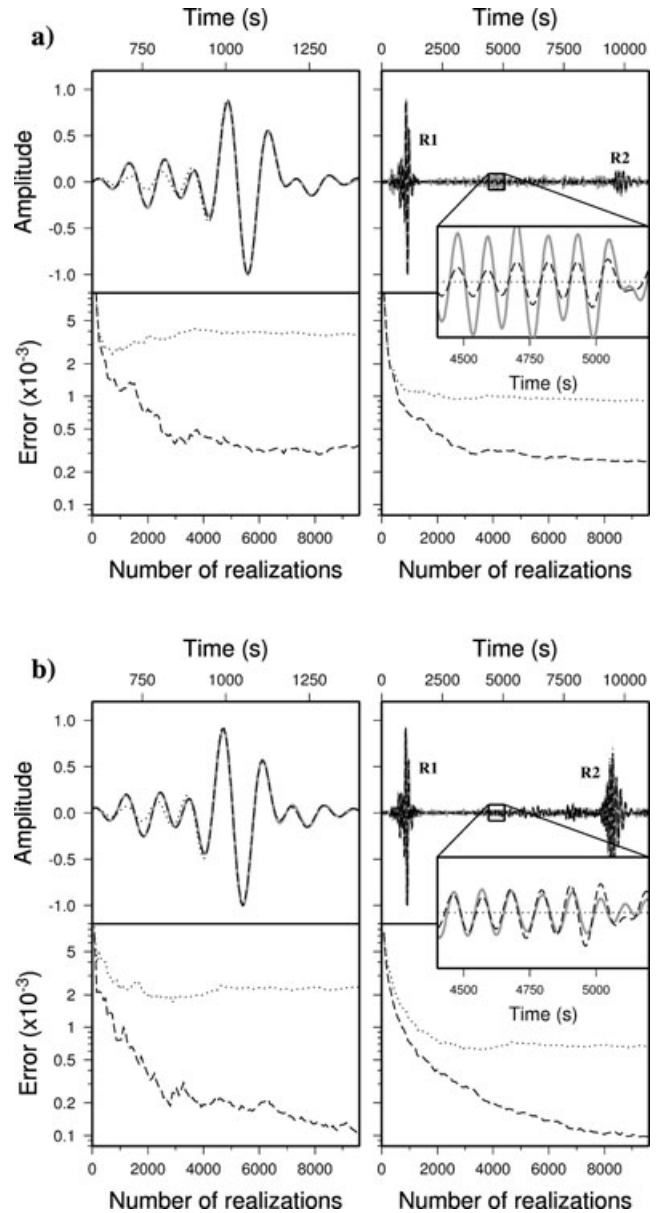 a)
Time (s)
Time (s)
750 1000 1250
0 2500 5000 7500 10000
Amplitude
1.0
0.5
0.0
-0.5
-1.0
R1
R2
4500 4750 5000
Time (s)
Error (x10⁻³)
5
2
1
0.5
0.2
0.1
0 2000 4000 6000 8000
0 2000 4000 6000 8000
Number of realizations
Number of realizations
b)
Time (s)
Time (s)
750 1000 1250
0 2500 5000 7500 10000
Amplitude
1.0
0.5
0.0
-0.5
-1.0
R1
R2
4500 4750 5000
Time (s)
Error (x10⁻³)
5
2
1
0.5
0.2
0.1
0 2000 4000 6000 8000
0 2000 4000 6000 8000
Number of realizations
Number of realizations